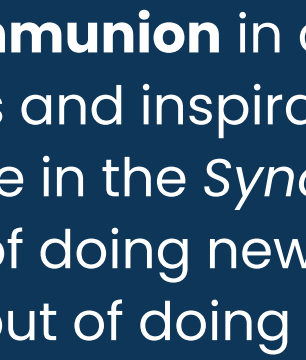 mmunion in
s and inspira
e in the Syno
of doing new
out of doing